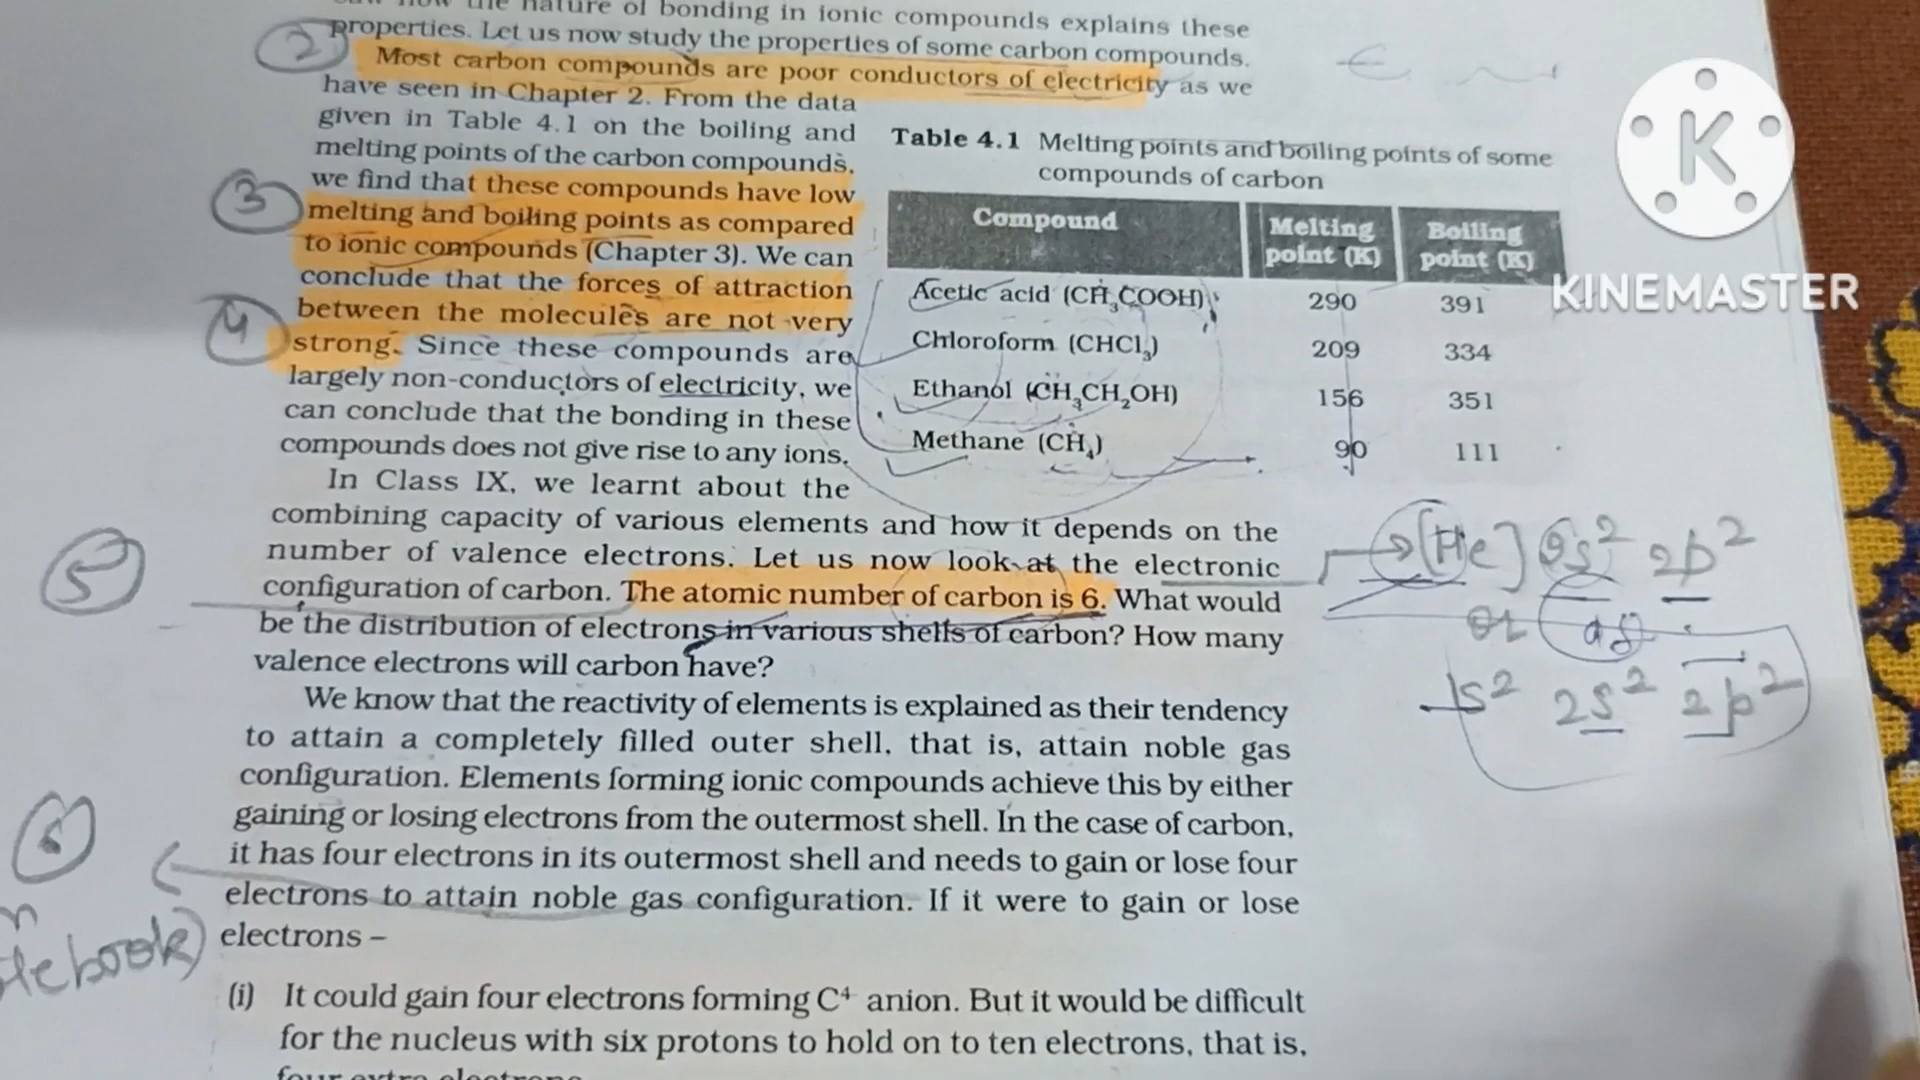 the nature of bonding in ionic compounds explains these
properties. Let us now study the properties of some carbon compounds.
Most carbon compounds are poor conductors of electricity as we
have seen in Chapter 2. From the data
given in Table 4.1 on the boiling and
melting points of the carbon compounds,
we find that these compounds have low
melting and boiling points as compared
to ionic compounds (Chapter 3). We can
conclude that the forces of attraction
between the molecules are not very
strong. Since these compounds are
largely non-conductors of electricity, we
can conclude that the bonding in these
compounds does not give rise to any ions.
2
3
4
Table 4.1 Melting points and boiling points of some
compounds of carbon
Compound Melting point (K) Boiling point (K)
Acetic acid (CH₃COOH) 290 391
Chloroform (CHCl₃) 209 334
Ethanol (CH₃CH₂OH) 156 351
Methane (CH₄) 90 111
K
KINEMASTER
In Class IX, we learnt about the
combining capacity of various elements and how it depends on the
number of valence electrons. Let us now look at the electronic
configuration of carbon. The atomic number of carbon is 6. What would
be the distribution of electrons in various shells of carbon? How many
valence electrons will carbon have?
5
[He] 2s² 2p²
or
1s² 2s² 2p²
We know that the reactivity of elements is explained as their tendency
to attain a completely filled outer shell, that is, attain noble gas
configuration. Elements forming ionic compounds achieve this by either
gaining or losing electrons from the outermost shell. In the case of carbon,
it has four electrons in its outermost shell and needs to gain or lose four
electrons to attain noble gas configuration. If it were to gain or lose
electrons –
6
(i) It could gain four electrons forming C⁴⁻ anion. But it would be difficult
for the nucleus with six protons to hold on to ten electrons, that is,
four extra electrons